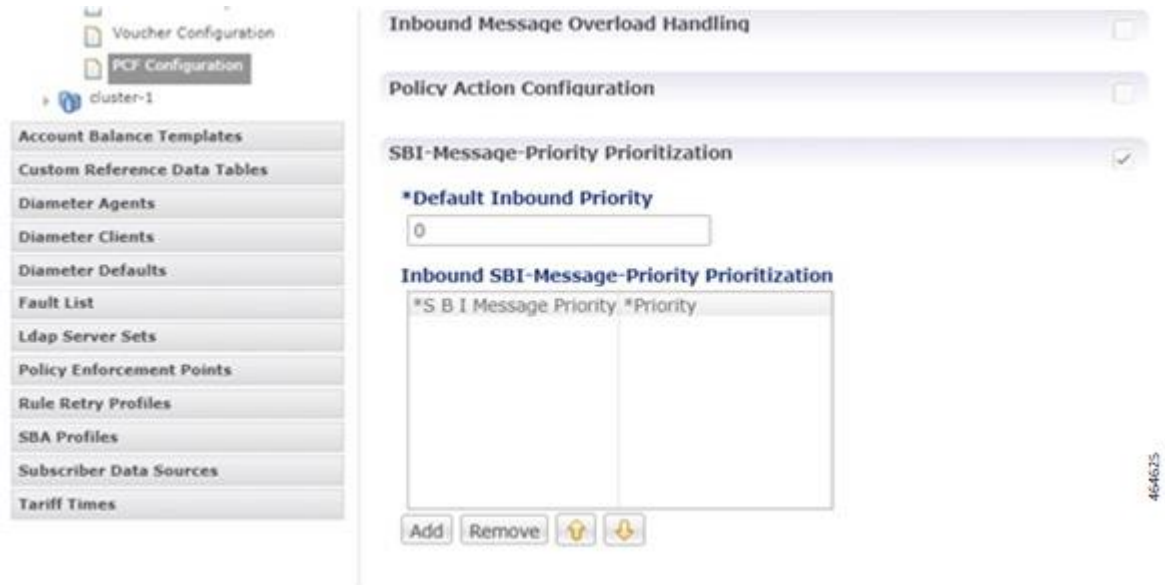 Voucher Configuration
PCF Configuration
cluster-1
Account Balance Templates
Custom Reference Data Tables
Diameter Agents
Diameter Clients
Diameter Defaults
Fault List
Ldap Server Sets
Policy Enforcement Points
Rule Retry Profiles
SBA Profiles
Subscriber Data Sources
Tariff Times
Inbound Message Overload Handling
Policy Action Configuration
SBI-Message-Priority Prioritization
*Default Inbound Priority
0
Inbound SBI-Message-Priority Prioritization
*S B I Message Priority *Priority
Add Remove
464625